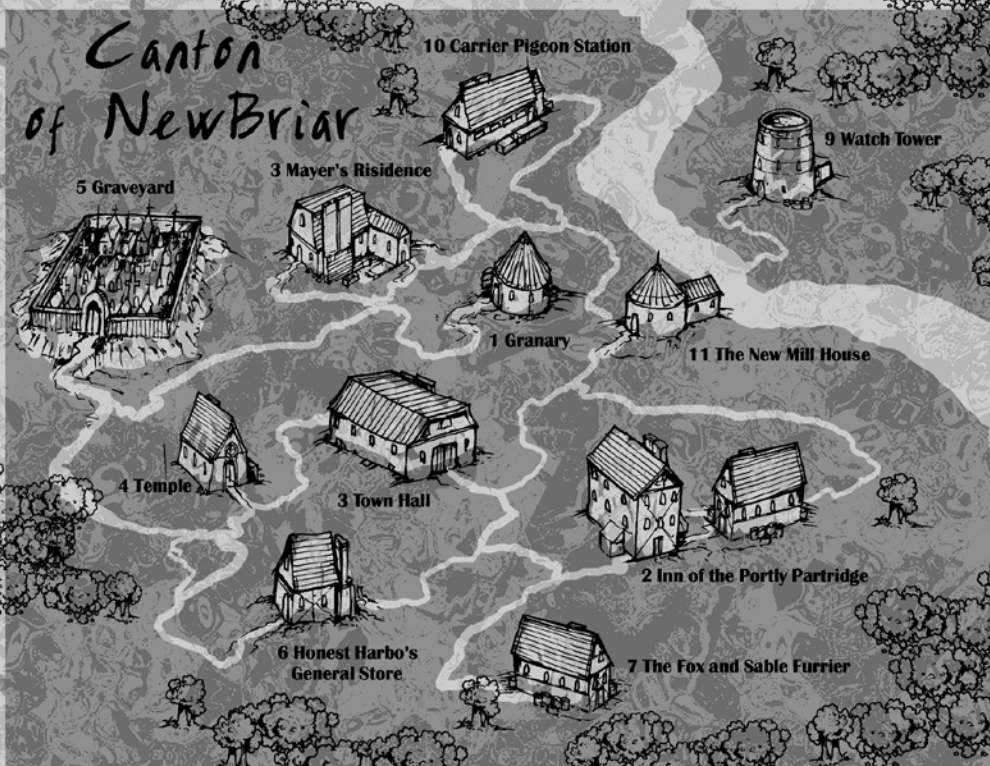 Canton
of NewBriar
10 Carrier Pigeon Station
9 Watch Tower
3 Mayer's Risidence
5 Graveyard
1 Granary
11 The New Mill House
4 Temple
3 Town Hall
2 Inn of the Portly Partridge
6 Honest Harbo's
General Store
7 The Fox and Sable Furrier